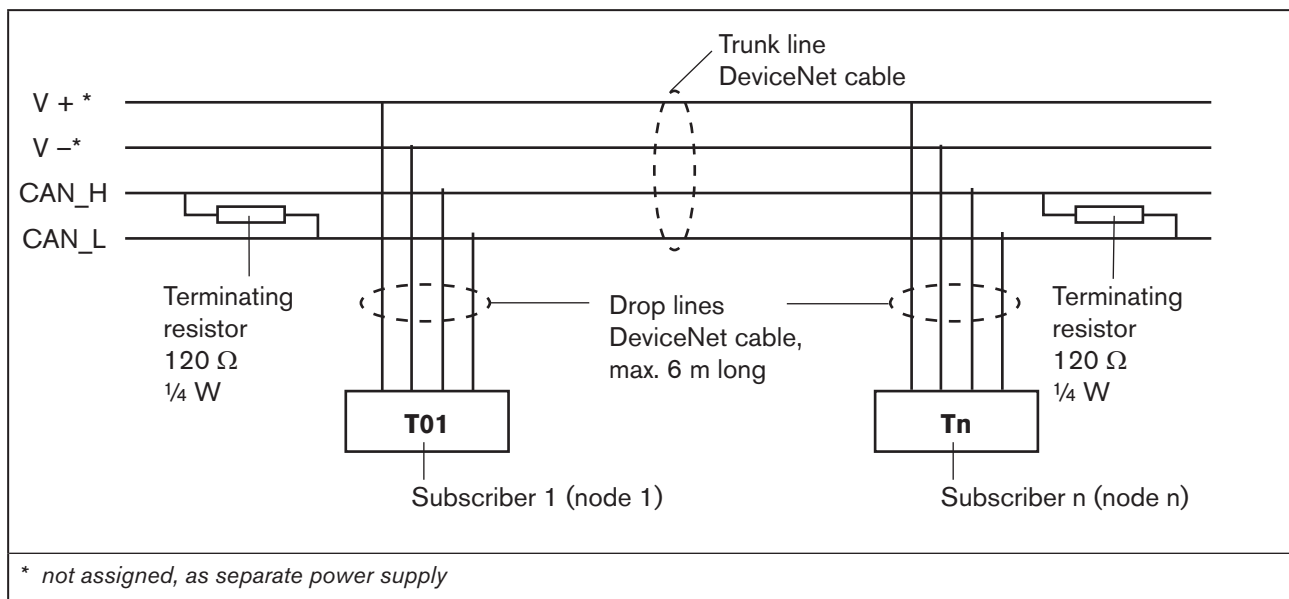 Trunk line
DeviceNet cable
V + *
V –*
CAN_H
CAN_L
Terminating
resistor
120 Ω
¼ W
Drop lines
DeviceNet cable,
max. 6 m long
Terminating
resistor
120 Ω
¼ W
T01
Tn
Subscriber 1 (node 1)
Subscriber n (node n)
* not assigned, as separate power supply